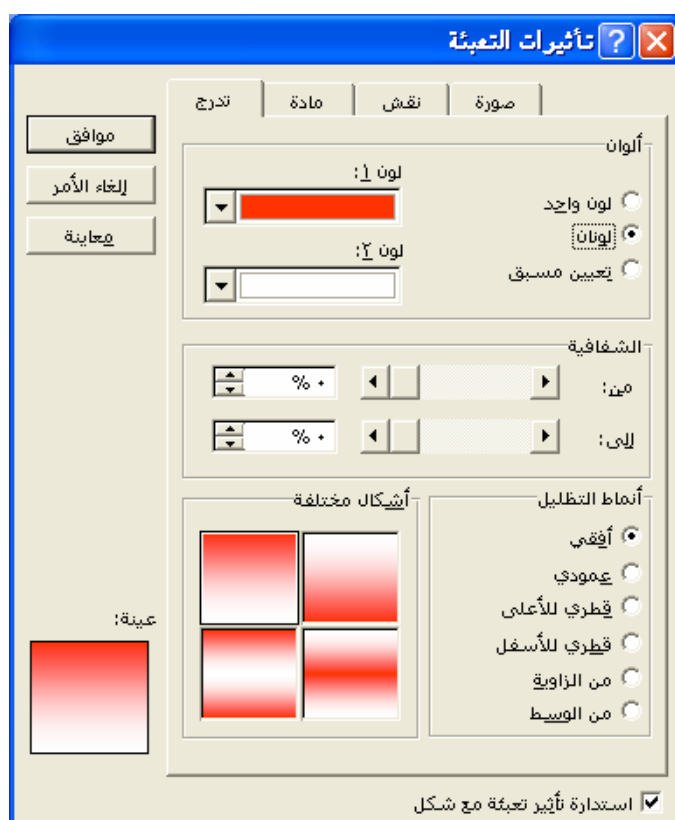 تأثيرات التعبئة
تدرج
مادة
نقش
صورة
موافق
إلغاء الأمر
معاينة
ألوان
لون واحد
لونان
تعيين مسبق
لون ١:
لون ٢:
الشفافية
من:
٠ %
إلى:
٠ %
أنماط التظليل
أفقي
عمودي
قطري للأعلى
قطري للأسفل
من الزاوية
من الوسط
أشكال مختلفة
عينة:
استدارة تأثير تعبئة مع شكل